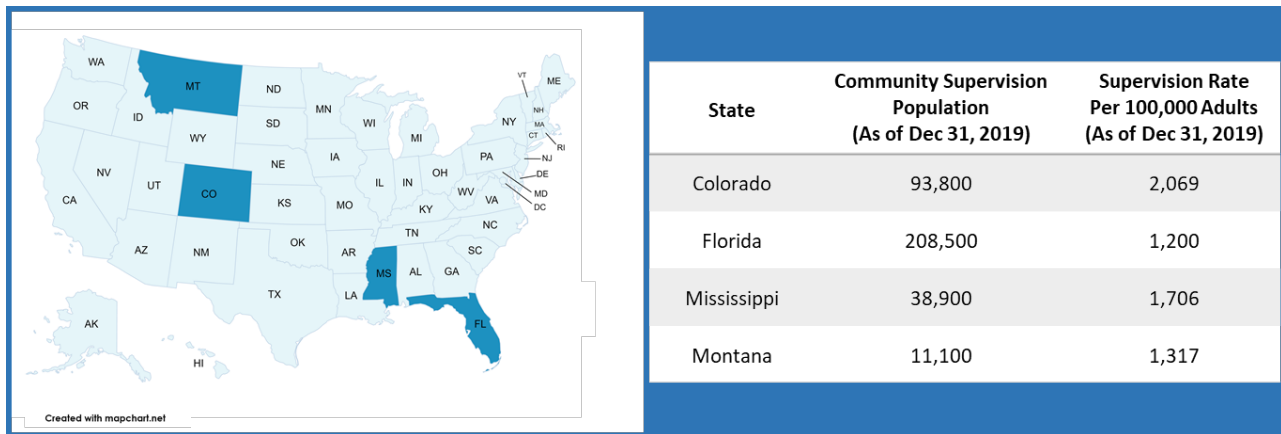 WA
MT
ND
MN
VT
ME
OR
ID
SD
WI
MI
NY
NH
MA
CT
RI
WY
NE
IA
PA
NJ
NV
UT
CO
KS
MO
IL
IN
OH
WV
VA
DE
MD
DC
CA
KY
AZ
NM
OK
AR
TN
NC
SC
TX
LA
MS
AL
GA
FL
AK
HI
Created with mapchart.net
State
Community Supervision
Population
(As of Dec 31, 2019)
Supervision Rate
Per 100,000 Adults
(As of Dec 31, 2019)
Colorado 93,800 2,069
Florida 208,500 1,200
Mississippi 38,900 1,706
Montana 11,100 1,317